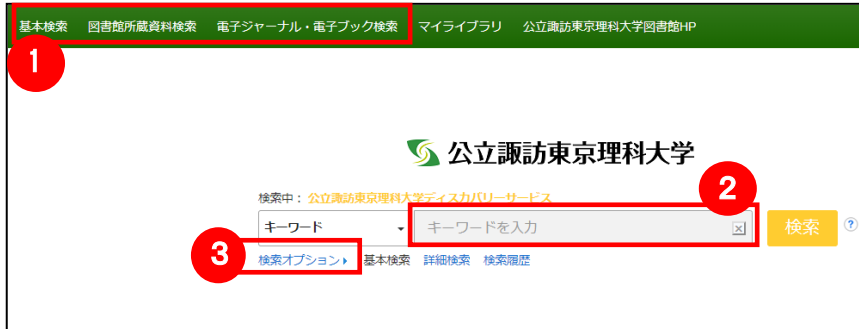 基本検索 図書館所蔵資料検索 電子ジャーナル・電子ブック検索 マイライブラリ 公立諏訪東京理科大学図書館HP
1
公立諏訪東京理科大学
2
検索中： 公立諏訪東京理科大学ディスカバリーサービス
キーワード キーワードを入力 x 検索 ?
3
検索オプション 基本検索 詳細検索 検索履歴